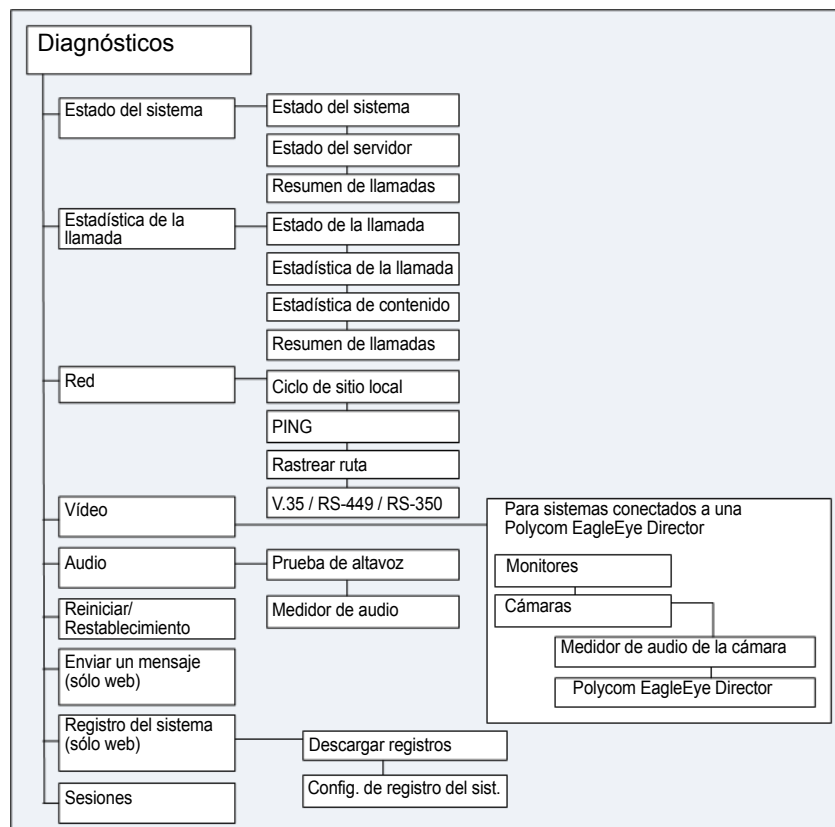 Diagnósticos
Estado del sistema
Estado del sistema
Estado del servidor
Resumen de llamadas
Estadística de la
llamada
Estado de la llamada
Estadística de la llamada
Estadística de contenido
Resumen de llamadas
Red
Ciclo de sitio local
PING
Rastrear ruta
V.35 / RS-449 / RS-350
Vídeo
Para sistemas conectados a una
Polycom EagleEye Director
Monitores
Cámaras
Medidor de audio de la cámara
Polycom EagleEye Director
Audio
Prueba de altavoz
Medidor de audio
Reiniciar/
Restablecimiento
Enviar un mensaje
(sólo web)
Registro del sistema
(sólo web)
Descargar registros
Config. de registro del sist.
Sesiones